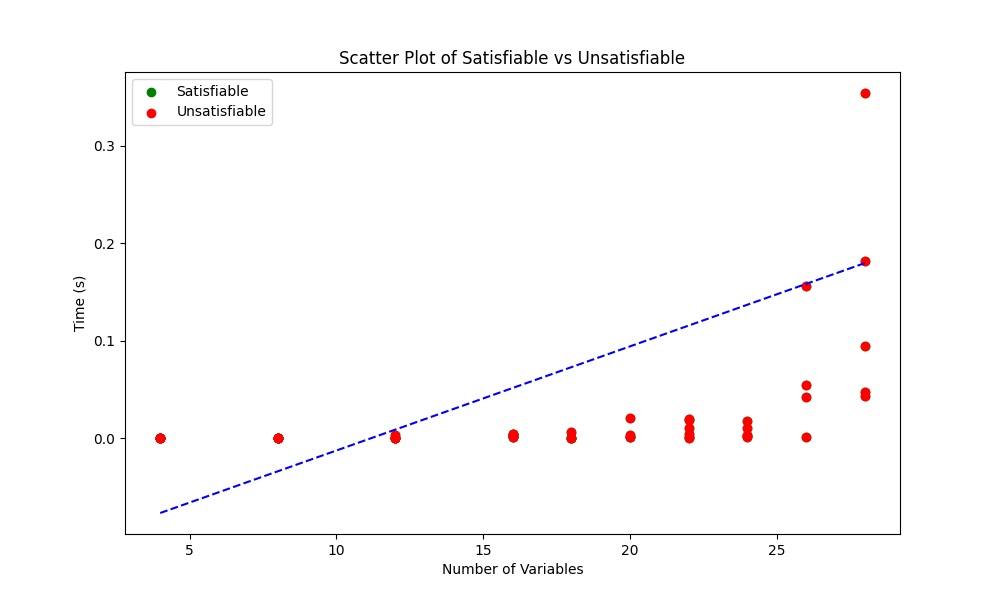 Scatter Plot of Satisfiable vs Unsatisfiable
Satisfiable
Unsatisfiable
0.3
0.2
0.1
0.0
Time (s)
5 10 15 20 25
Number of Variables